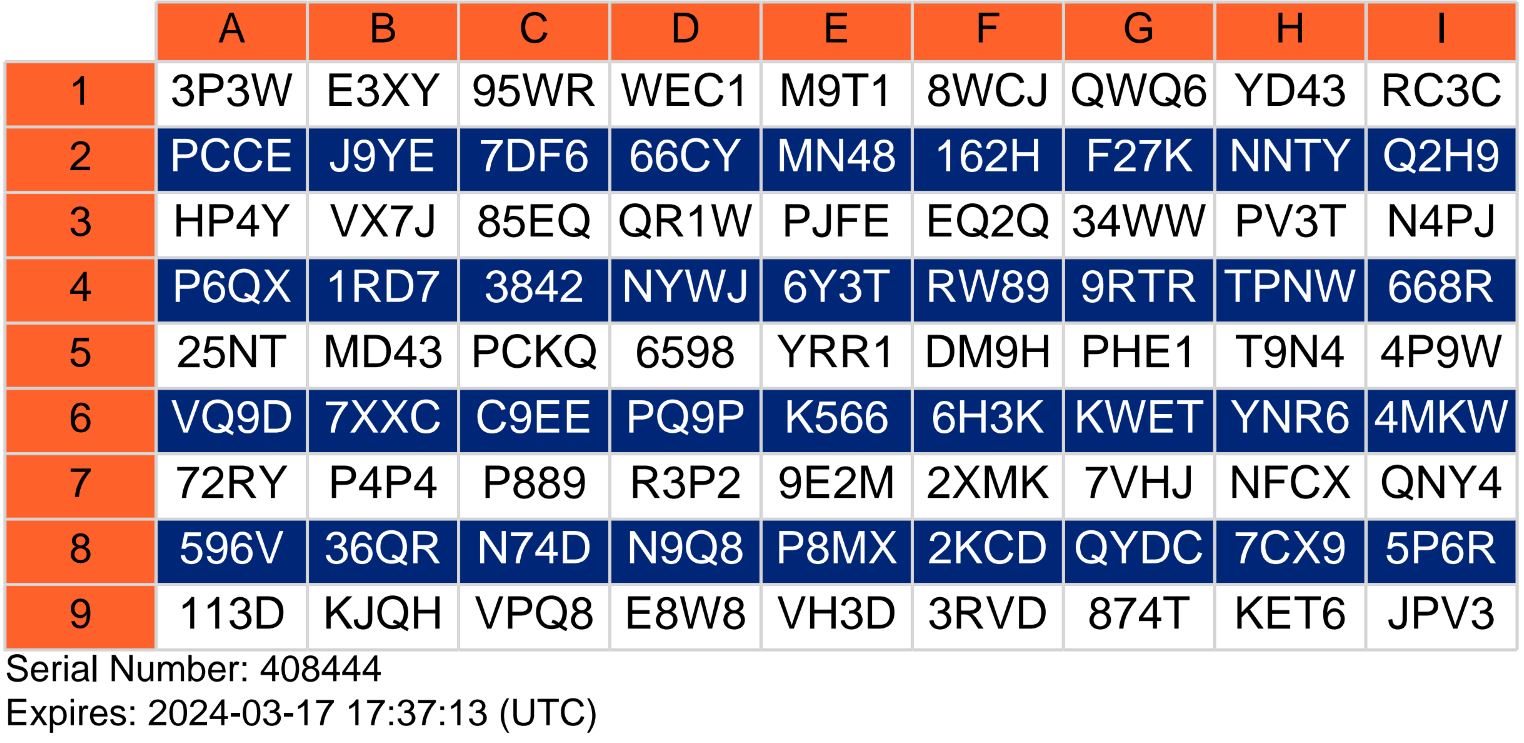 A B C D E F G H I
1 3P3W E3XY 95WR WEC1 M9T1 8WCJ QWQ6 YD43 RC3C
2 PCCE J9YE 7DF6 66CY MN48 162H F27K NNTY Q2H9
3 HP4Y VX7J 85EQ QR1W PJFE EQ2Q 34WW PV3T N4PJ
4 P6QX 1RD7 3842 NYWJ 6Y3T RW89 9RTR TPNW 668R
5 25NT MD43 PCKQ 6598 YRR1 DM9H PHE1 T9N4 4P9W
6 VQ9D 7XXC C9EE PQ9P K566 6H3K KWET YNR6 4MKW
7 72RY P4P4 P889 R3P2 9E2M 2XMK 7VHJ NFCX QNY4
8 596V 36QR N74D N9Q8 P8MX 2KCD QYDC 7CX9 5P6R
9 113D KJQH VPQ8 E8W8 VH3D 3RVD 874T KET6 JPV3
Serial Number: 408444
Expires: 2024-03-17 17:37:13 (UTC)